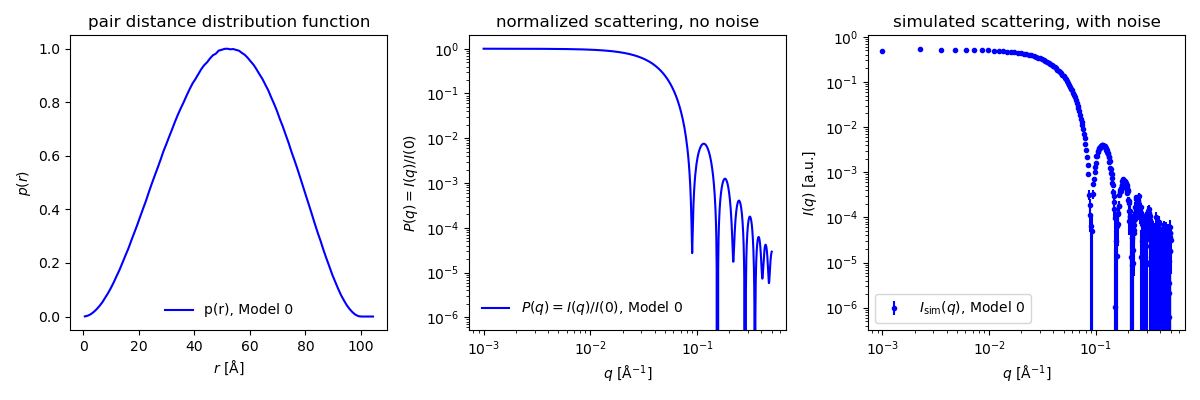 pair distance distribution function
1.0
0.8
0.6
0.4
0.2
0.0
p(r)
p(r), Model 0
0 20 40 60 80 100
r [Å]
normalized scattering, no noise
10⁰
10⁻¹
10⁻²
10⁻³
10⁻⁴
10⁻⁵
10⁻⁶
P(q) = I(q)/I(0)
P(q) = I(q)/I(0), Model 0
10⁻³ 10⁻² 10⁻¹
q [Å⁻¹]
simulated scattering, with noise
10⁰
10⁻¹
10⁻²
10⁻³
10⁻⁴
10⁻⁵
10⁻⁶
I(q) [a.u.]
I_sim(q), Model 0
10⁻³ 10⁻² 10⁻¹
q [Å⁻¹]